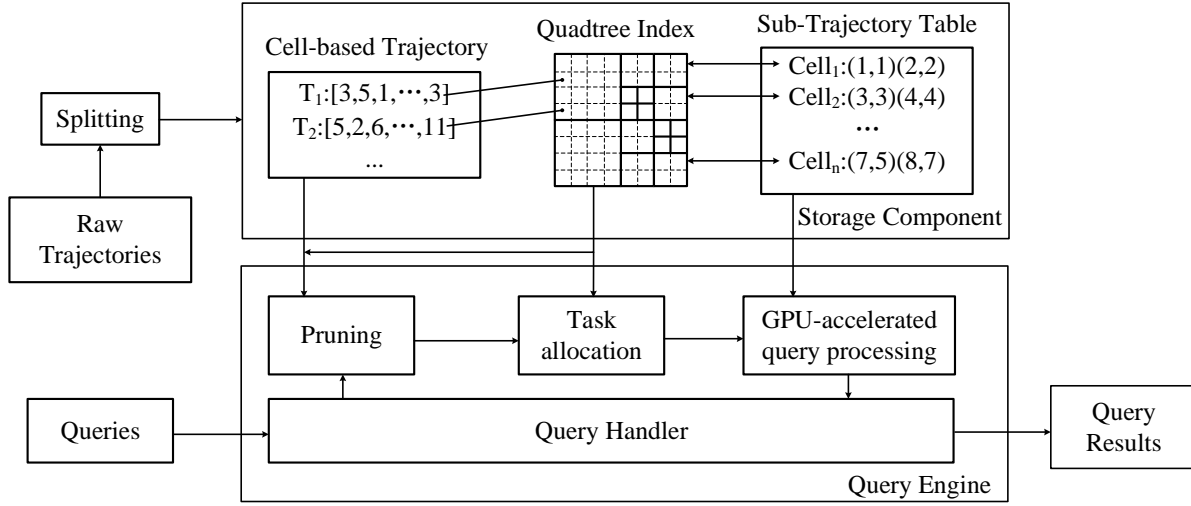 Cell-based Trajectory
Quadtree Index
Sub-Trajectory Table
T₁:[3,5,1,⋯,3]
T₂:[5,2,6,⋯,11]
...
Cell₁:(1,1)(2,2)
Cell₂:(3,3)(4,4)
...
Cellₙ:(7,5)(8,7)
Storage Component
Splitting
Raw
Trajectories
Pruning
Task
allocation
GPU-accelerated
query processing
Queries
Query Handler
Query
Results
Query Engine